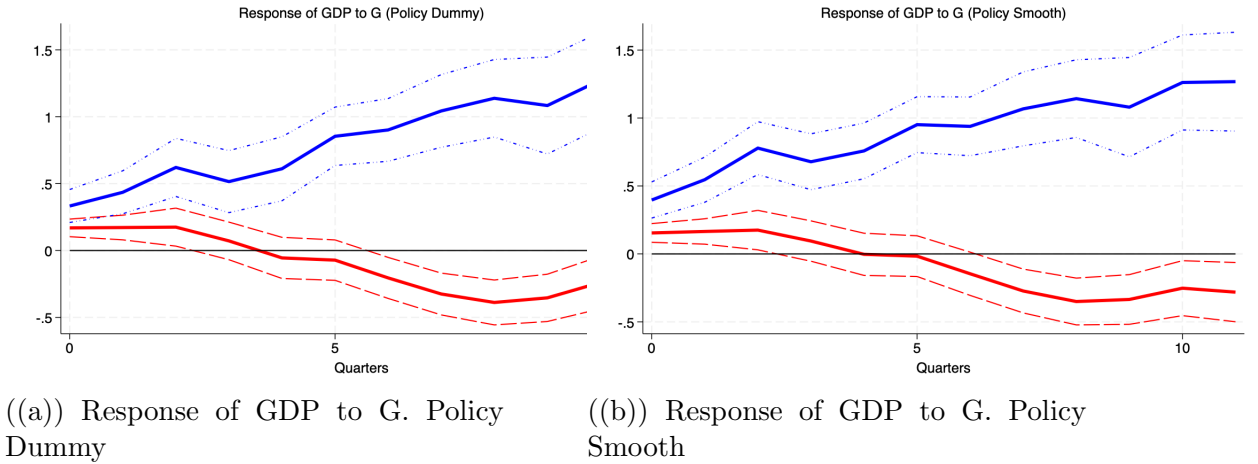 Response of GDP to G (Policy Dummy)
1.5
1
.5
0
-.5
0
5
Quarters
Response of GDP to G (Policy Smooth)
1.5
1
.5
0
-.5
0
5
10
Quarters
((a)) Response of GDP to G. Policy
Dummy
((b)) Response of GDP to G. Policy
Smooth